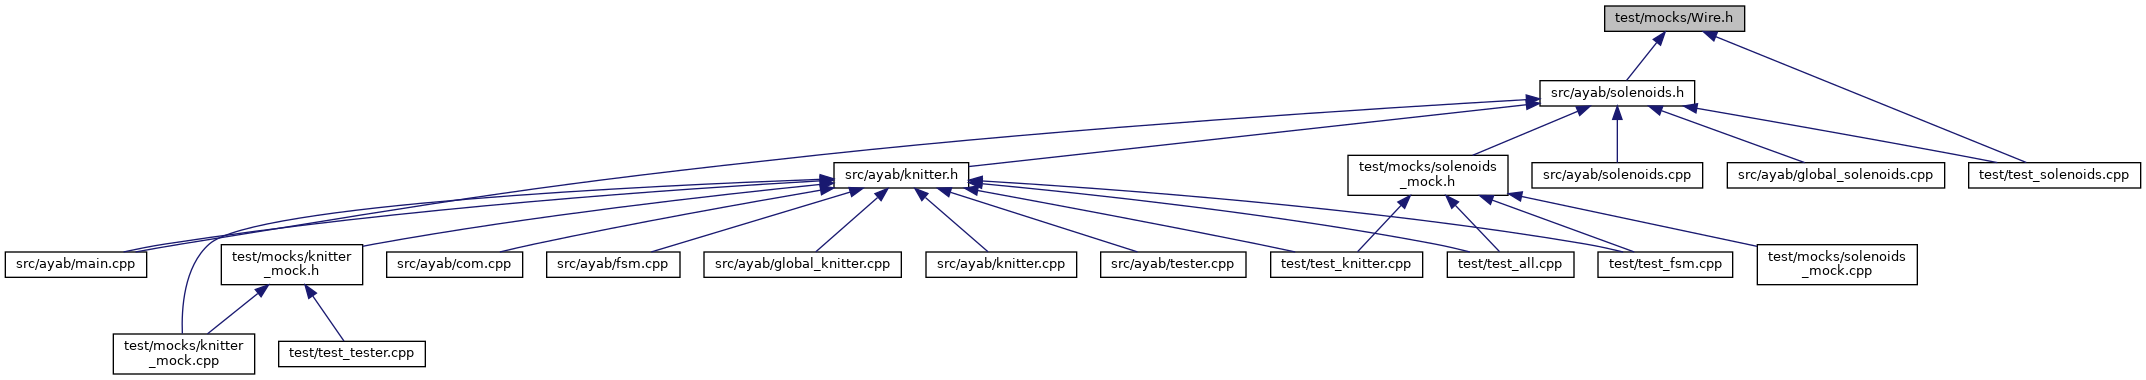 test/mocks/Wire.h
src/ayab/solenoids.h
src/ayab/knitter.h
test/mocks/solenoids
_mock.h
src/ayab/solenoids.cpp
src/ayab/global_solenoids.cpp
test/test_solenoids.cpp
src/ayab/main.cpp
test/mocks/knitter
_mock.h
src/ayab/com.cpp
src/ayab/fsm.cpp
src/ayab/global_knitter.cpp
src/ayab/knitter.cpp
src/ayab/tester.cpp
test/test_knitter.cpp
test/test_all.cpp
test/test_fsm.cpp
test/mocks/solenoids
_mock.cpp
test/mocks/knitter
_mock.cpp
test/test_tester.cpp